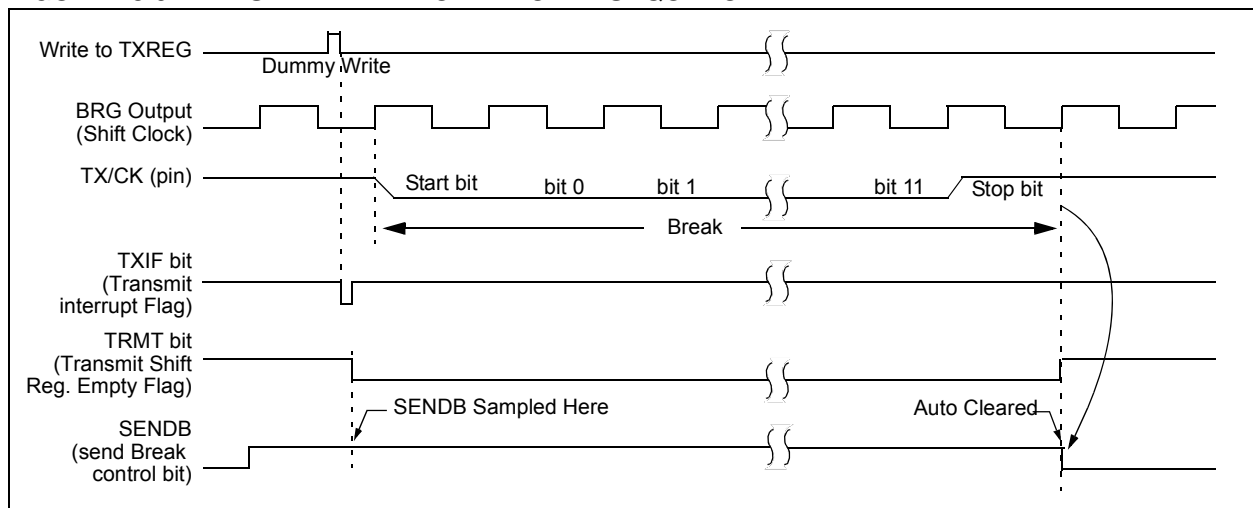 Write to TXREG
Dummy Write
BRG Output
(Shift Clock)
TX/CK (pin)
Start bit
bit 0
bit 1
bit 11
Stop bit
Break
TXIF bit
(Transmit
interrupt Flag)
TRMT bit
(Transmit Shift
Reg. Empty Flag)
SENDB Sampled Here
Auto Cleared
SENDB
(send Break
control bit)